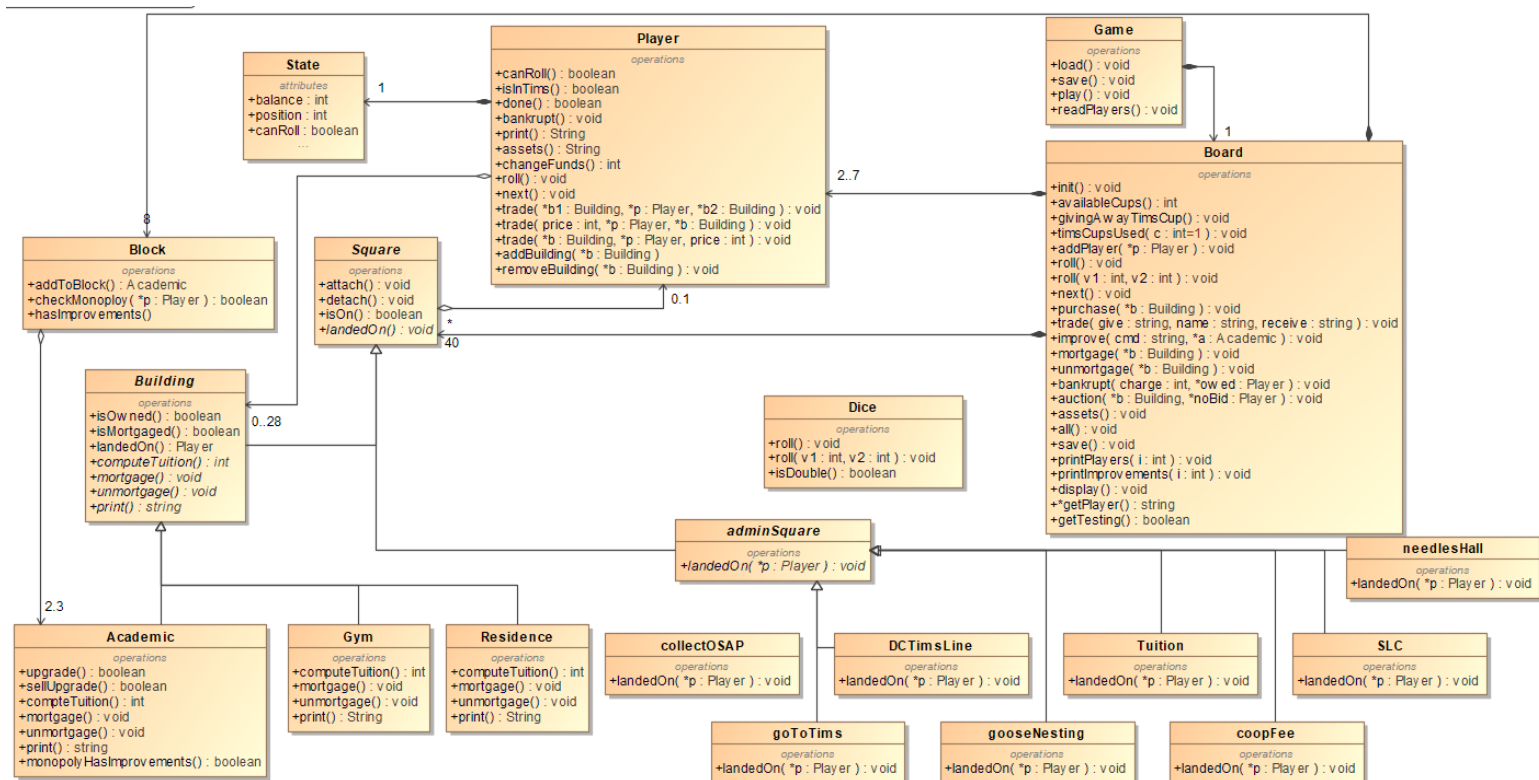 State
attributes
+balance : int
+position : int
+canRoll : boolean
...
1
Player
operations
+canRoll() : boolean
+isInTims() : boolean
+done() : boolean
+bankrupt() : void
+print() : String
+assets() : String
+changeFunds() : int
+roll() : void
+next() : void
+trade( *b1 : Building, *p : Player, *b2 : Building ) : void
+trade( price : int, *p : Player, *b : Building ) : void
+trade( *b : Building, *p : Player, price : int ) : void
+addBuilding( *b : Building )
+removeBuilding( *b : Building ) : void
Game
operations
+load() : void
+save() : void
+play() : void
+readPlayers() : void
1
2..7
Board
operations
+init() : void
+availableCups() : int
+givingAwayTimsCup() : void
+timsCupsUsed( c : int=1 ) : void
+addPlayer( *p : Player ) : void
+roll() : void
+roll( v1 : int, v2 : int ) : void
+next() : void
+purchase( *b : Building ) : void
+trade( give : string, name : string, receive : string ) : void
+improve( cmd : string, *a : Academic ) : void
+mortgage( *b : Building ) : void
+unmortgage( *b : Building ) : void
+bankrupt( charge : int, *owed : Player ) : void
+auction( *b : Building, *noBid : Player ) : void
+assets() : void
+all() : void
+save() : void
+printPlayers( i : int ) : void
+printImprovements( i : int ) : void
+display() : void
+*getPlayer() : string
+getTesting() : boolean
8
Block
operations
+addToBlock() : Academic
+checkMonoploy( *p : Player ) : boolean
+hasImprovements()
Square
operations
+attach() : void
+detach() : void
+isOn() : boolean
+landedOn() : void
0.1
*
40
Building
operations
+isOwned() : boolean
+isMortgaged() : boolean
+landedOn() : Player
+computeTuition() : int
+mortgage() : void
+unmortgage() : void
+print() : string
0..28
Dice
operations
+roll() : void
+roll( v1 : int, v2 : int ) : void
+isDouble() : boolean
adminSquare
operations
+landedOn( *p : Player ) : void
needlesHall
operations
+landedOn( *p : Player ) : void
2.3
Academic
operations
+upgrade() : boolean
+sellUpgrade() : boolean
+compteTuition() : int
+mortgage() : void
+unmortgage() : void
+print() : string
+monopolyHasImprovements() : boolean
Gym
operations
+computeTuition() : int
+mortgage() : void
+unmortgage() : void
+print() : String
Residence
operations
+computeTuition() : int
+mortgage() : void
+unmortgage() : void
+print() : String
collectOSAP
operations
+landedOn( *p : Player ) : void
DCTimsLine
operations
+landedOn( *p : Player ) : void
Tuition
operations
+landedOn( *p : Player ) : void
SLC
operations
+landedOn( *p : Player ) : void
goToTims
operations
+landedOn( *p : Player ) : void
gooseNesting
operations
+landedOn( *p : Player ) : void
coopFee
operations
+landedOn( *p : Player ) : void